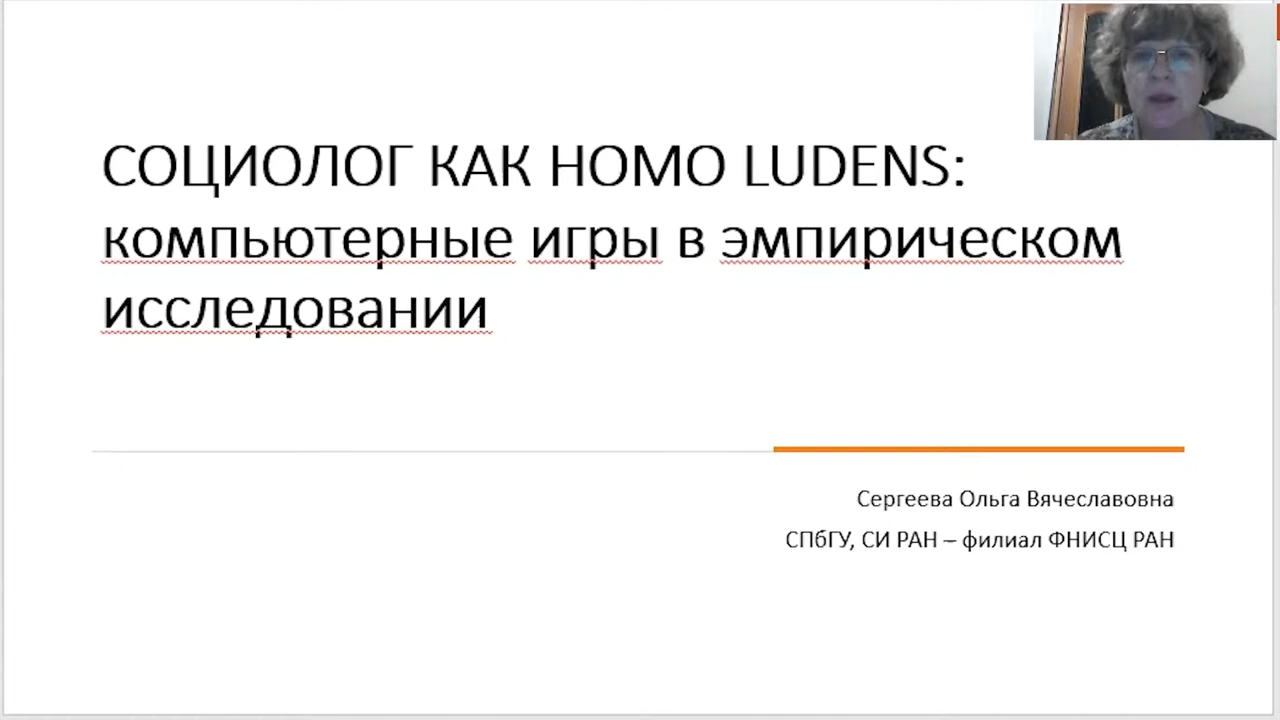 СОЦИОЛОГ КАК HOMO LUDENS:
компьютерные игры в эмпирическом
исследовании
Сергеева Ольга Вячеславовна
СПбГУ, СИ РАН – филиал ФНИСЦ РАН